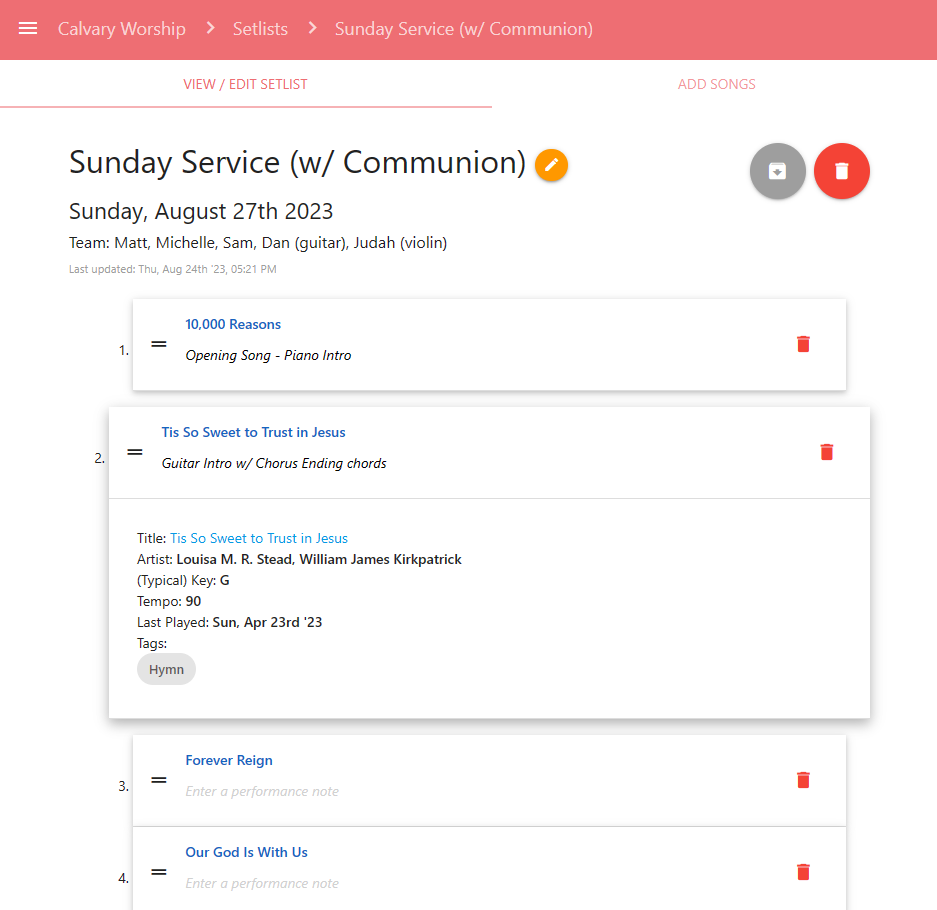 Calvary Worship > Setlists > Sunday Service (w/ Communion)
VIEW / EDIT SETLIST
ADD SONGS
Sunday Service (w/ Communion)
Sunday, August 27th 2023
Team: Matt, Michelle, Sam, Dan (guitar), Judah (violin)
Last updated: Thu, Aug 24th '23, 05:21 PM
1.
10,000 Reasons
Opening Song - Piano Intro
2.
Tis So Sweet to Trust in Jesus
Guitar Intro w/ Chorus Ending chords
Title: Tis So Sweet to Trust in Jesus
Artist: Louisa M. R. Stead, William James Kirkpatrick
(Typical) Key: G
Tempo: 90
Last Played: Sun, Apr 23rd '23
Tags:
Hymn
3.
Forever Reign
Enter a performance note
4.
Our God Is With Us
Enter a performance note